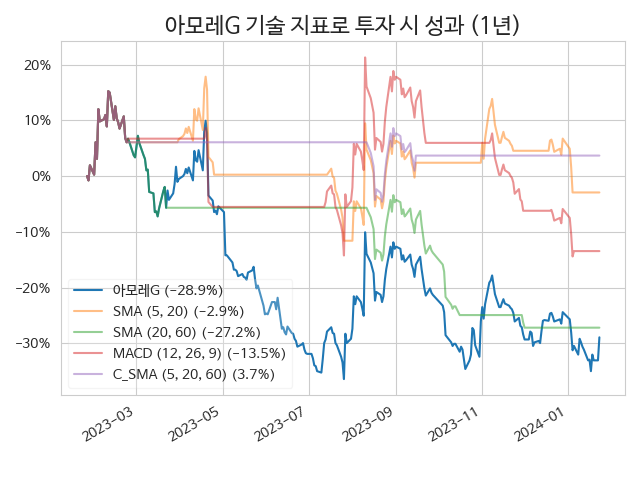 아모레G 기술 지표로 투자 시 성과 (1년)
20%
10%
0%
−10%
−20%
−30%
아모레G (−28.9%)
SMA (5, 20) (−2.9%)
SMA (20, 60) (−27.2%)
MACD (12, 26, 9) (−13.5%)
C_SMA (5, 20, 60) (3.7%)
2023-03
2023-05
2023-07
2023-09
2023-11
2024-01